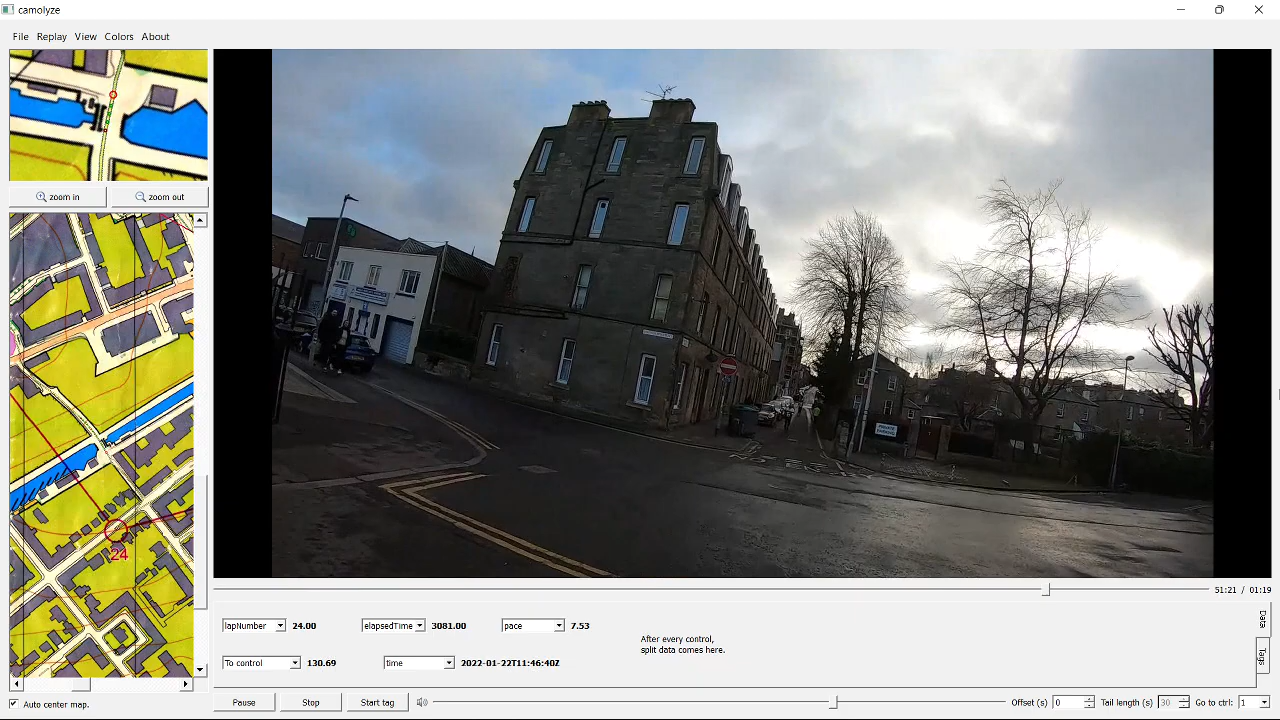 camolyze
File Replay View Colors About
zoom in zoom out
24
PRIVATE
PARKING
51:21 / 01:19
lapNumber 24.00 elapsedTime 3081.00 pace 7.53
After every control,
split data comes here.
To control 130.69 time 2022-01-22T11:46:40Z
Data
Tags
Auto center map.
Pause Stop Start tag Offset (s) 0 Tail length (s) 30 Go to ctrl: 1